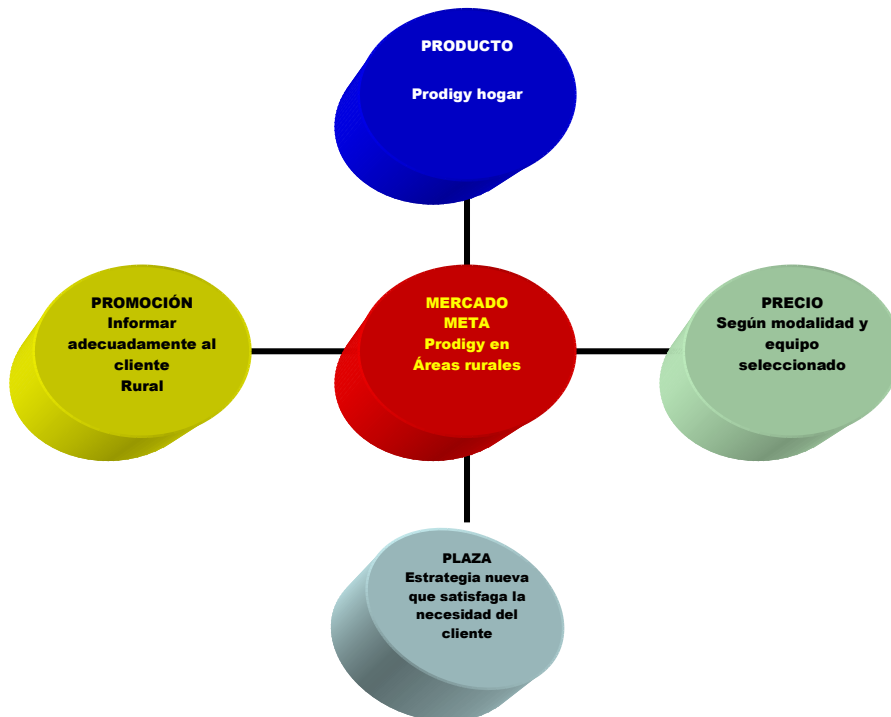 PRODUCTO
Prodigy hogar
PROMOCIÓN
Informar
adecuadamente al
cliente
Rural
MERCADO
META
Prodigy en
Áreas rurales
PRECIO
Según modalidad y
equipo
seleccionado
PLAZA
Estrategia nueva
que satisfaga la
necesidad del
cliente